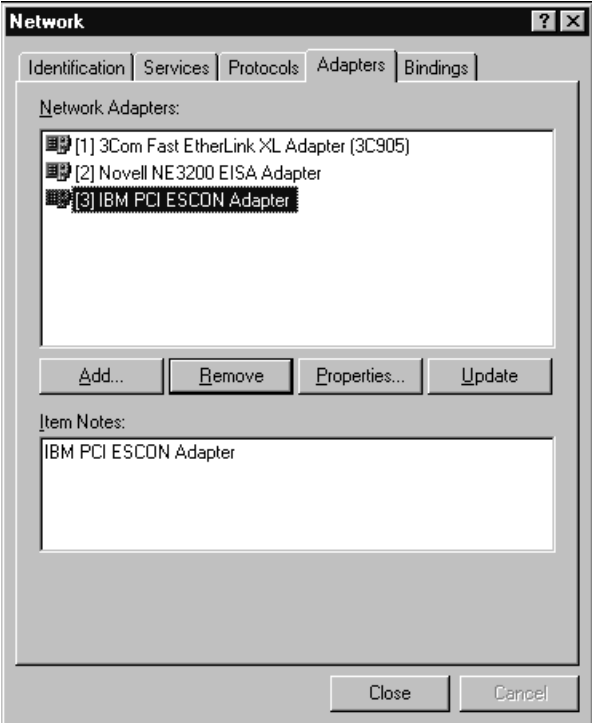 Network
Identification Services Protocols Adapters Bindings
Network Adapters:
[1] 3Com Fast EtherLink XL Adapter (3C905)
[2] Novell NE3200 EISA Adapter
[3] IBM PCI ESCON Adapter
Add... Remove Properties... Update
Item Notes:
IBM PCI ESCON Adapter
Close Cancel